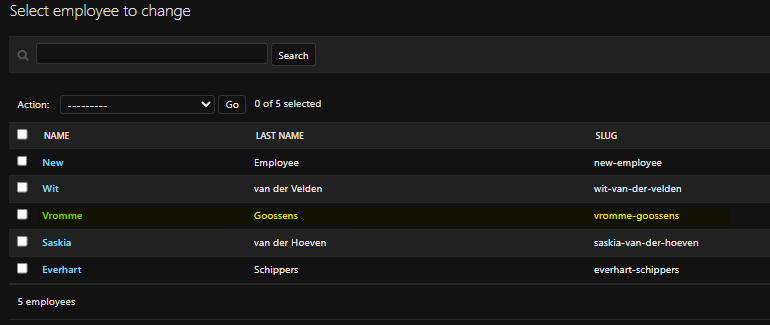 Select employee to change
Search
Action: --------- Go 0 of 5 selected
NAME LAST NAME SLUG
New Employee new-employee
Wit van der Velden wit-van-der-velden
Vromme Goossens vromme-goossens
Saskia van der Hoeven saskia-van-der-hoeven
Everhart Schippers everhart-schippers
5 employees